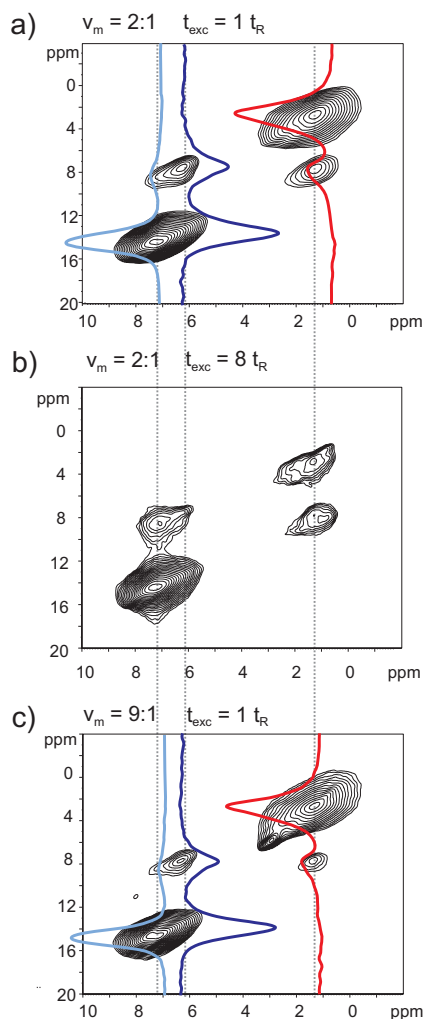 a) v_m = 2:1 t_exc = 1 t_R
ppm
0
4
8
12
16
20
10 8 6 4 2 0 ppm
b) v_m = 2:1 t_exc = 8 t_R
ppm
0
4
8
12
16
20
10 8 6 4 2 0 ppm
c) v_m = 9:1 t_exc = 1 t_R
ppm
0
4
8
12
16
20
10 8 6 4 2 0 ppm